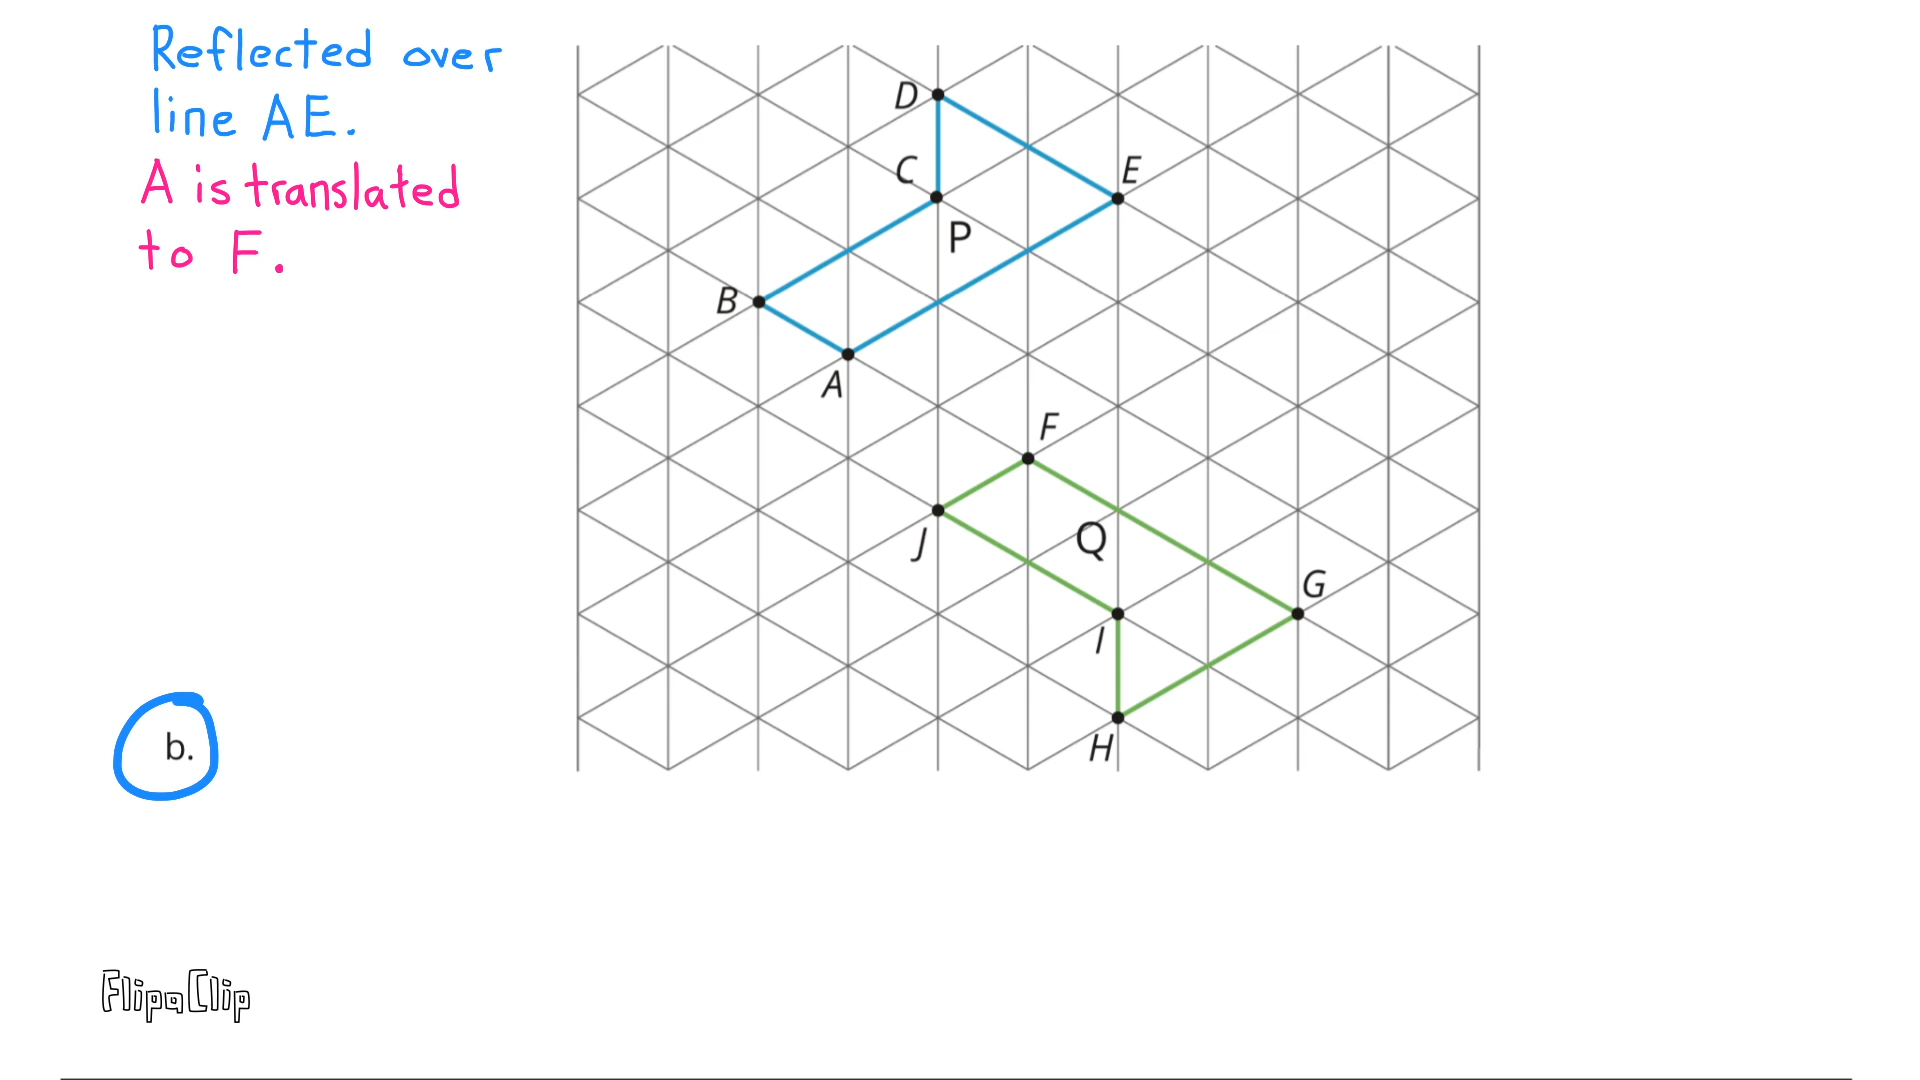 Reflected over
line AE.
A is translated
to F.
D
C
E
P
B
A
F
J
Q
G
I
H
b.
FlipaClip